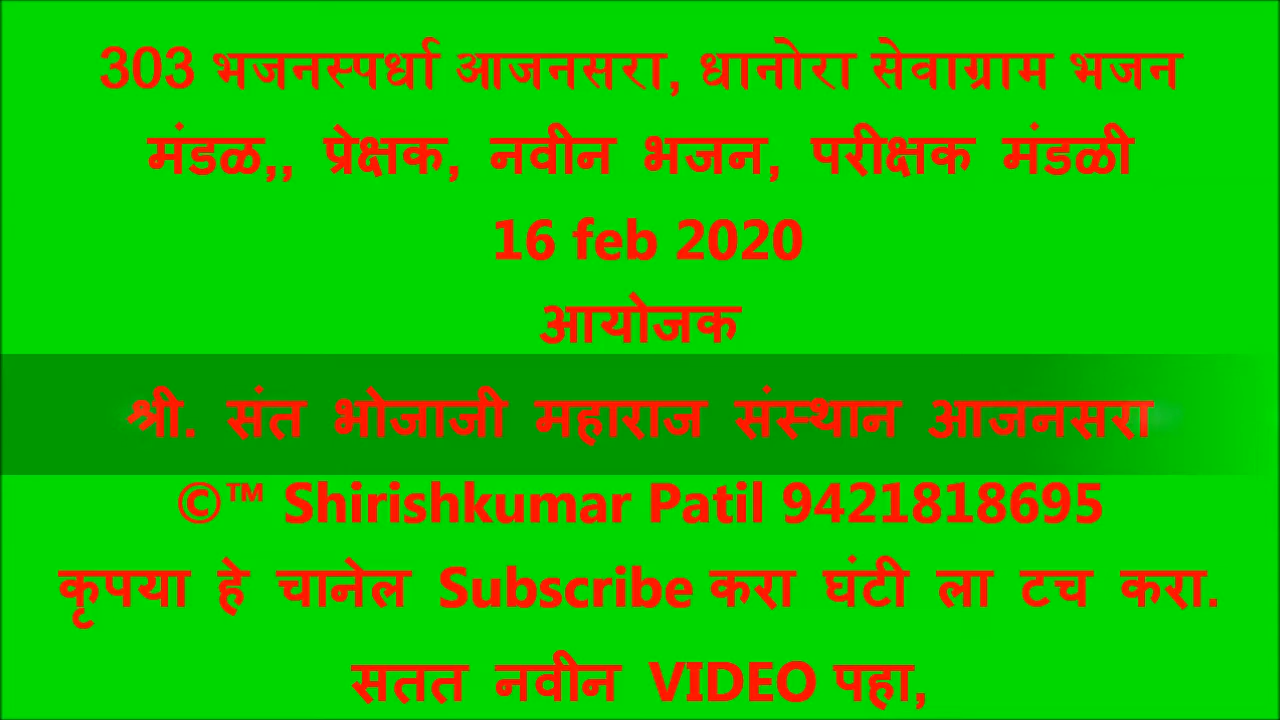 303 भजनस्पर्धा आजनसरा, धानोरा सेवाग्राम भजन
मंडळ,, प्रेक्षक, नवीन भजन, परीक्षक मंडळी
16 feb 2020
आयोजक
श्री. संत भोजाजी महाराज संस्थान आजनसरा
©™ Shirishkumar Patil 9421818695
कृपया हे चानेल Subscribe करा घंटी ला टच करा.
सतत नवीन VIDEO पहा,